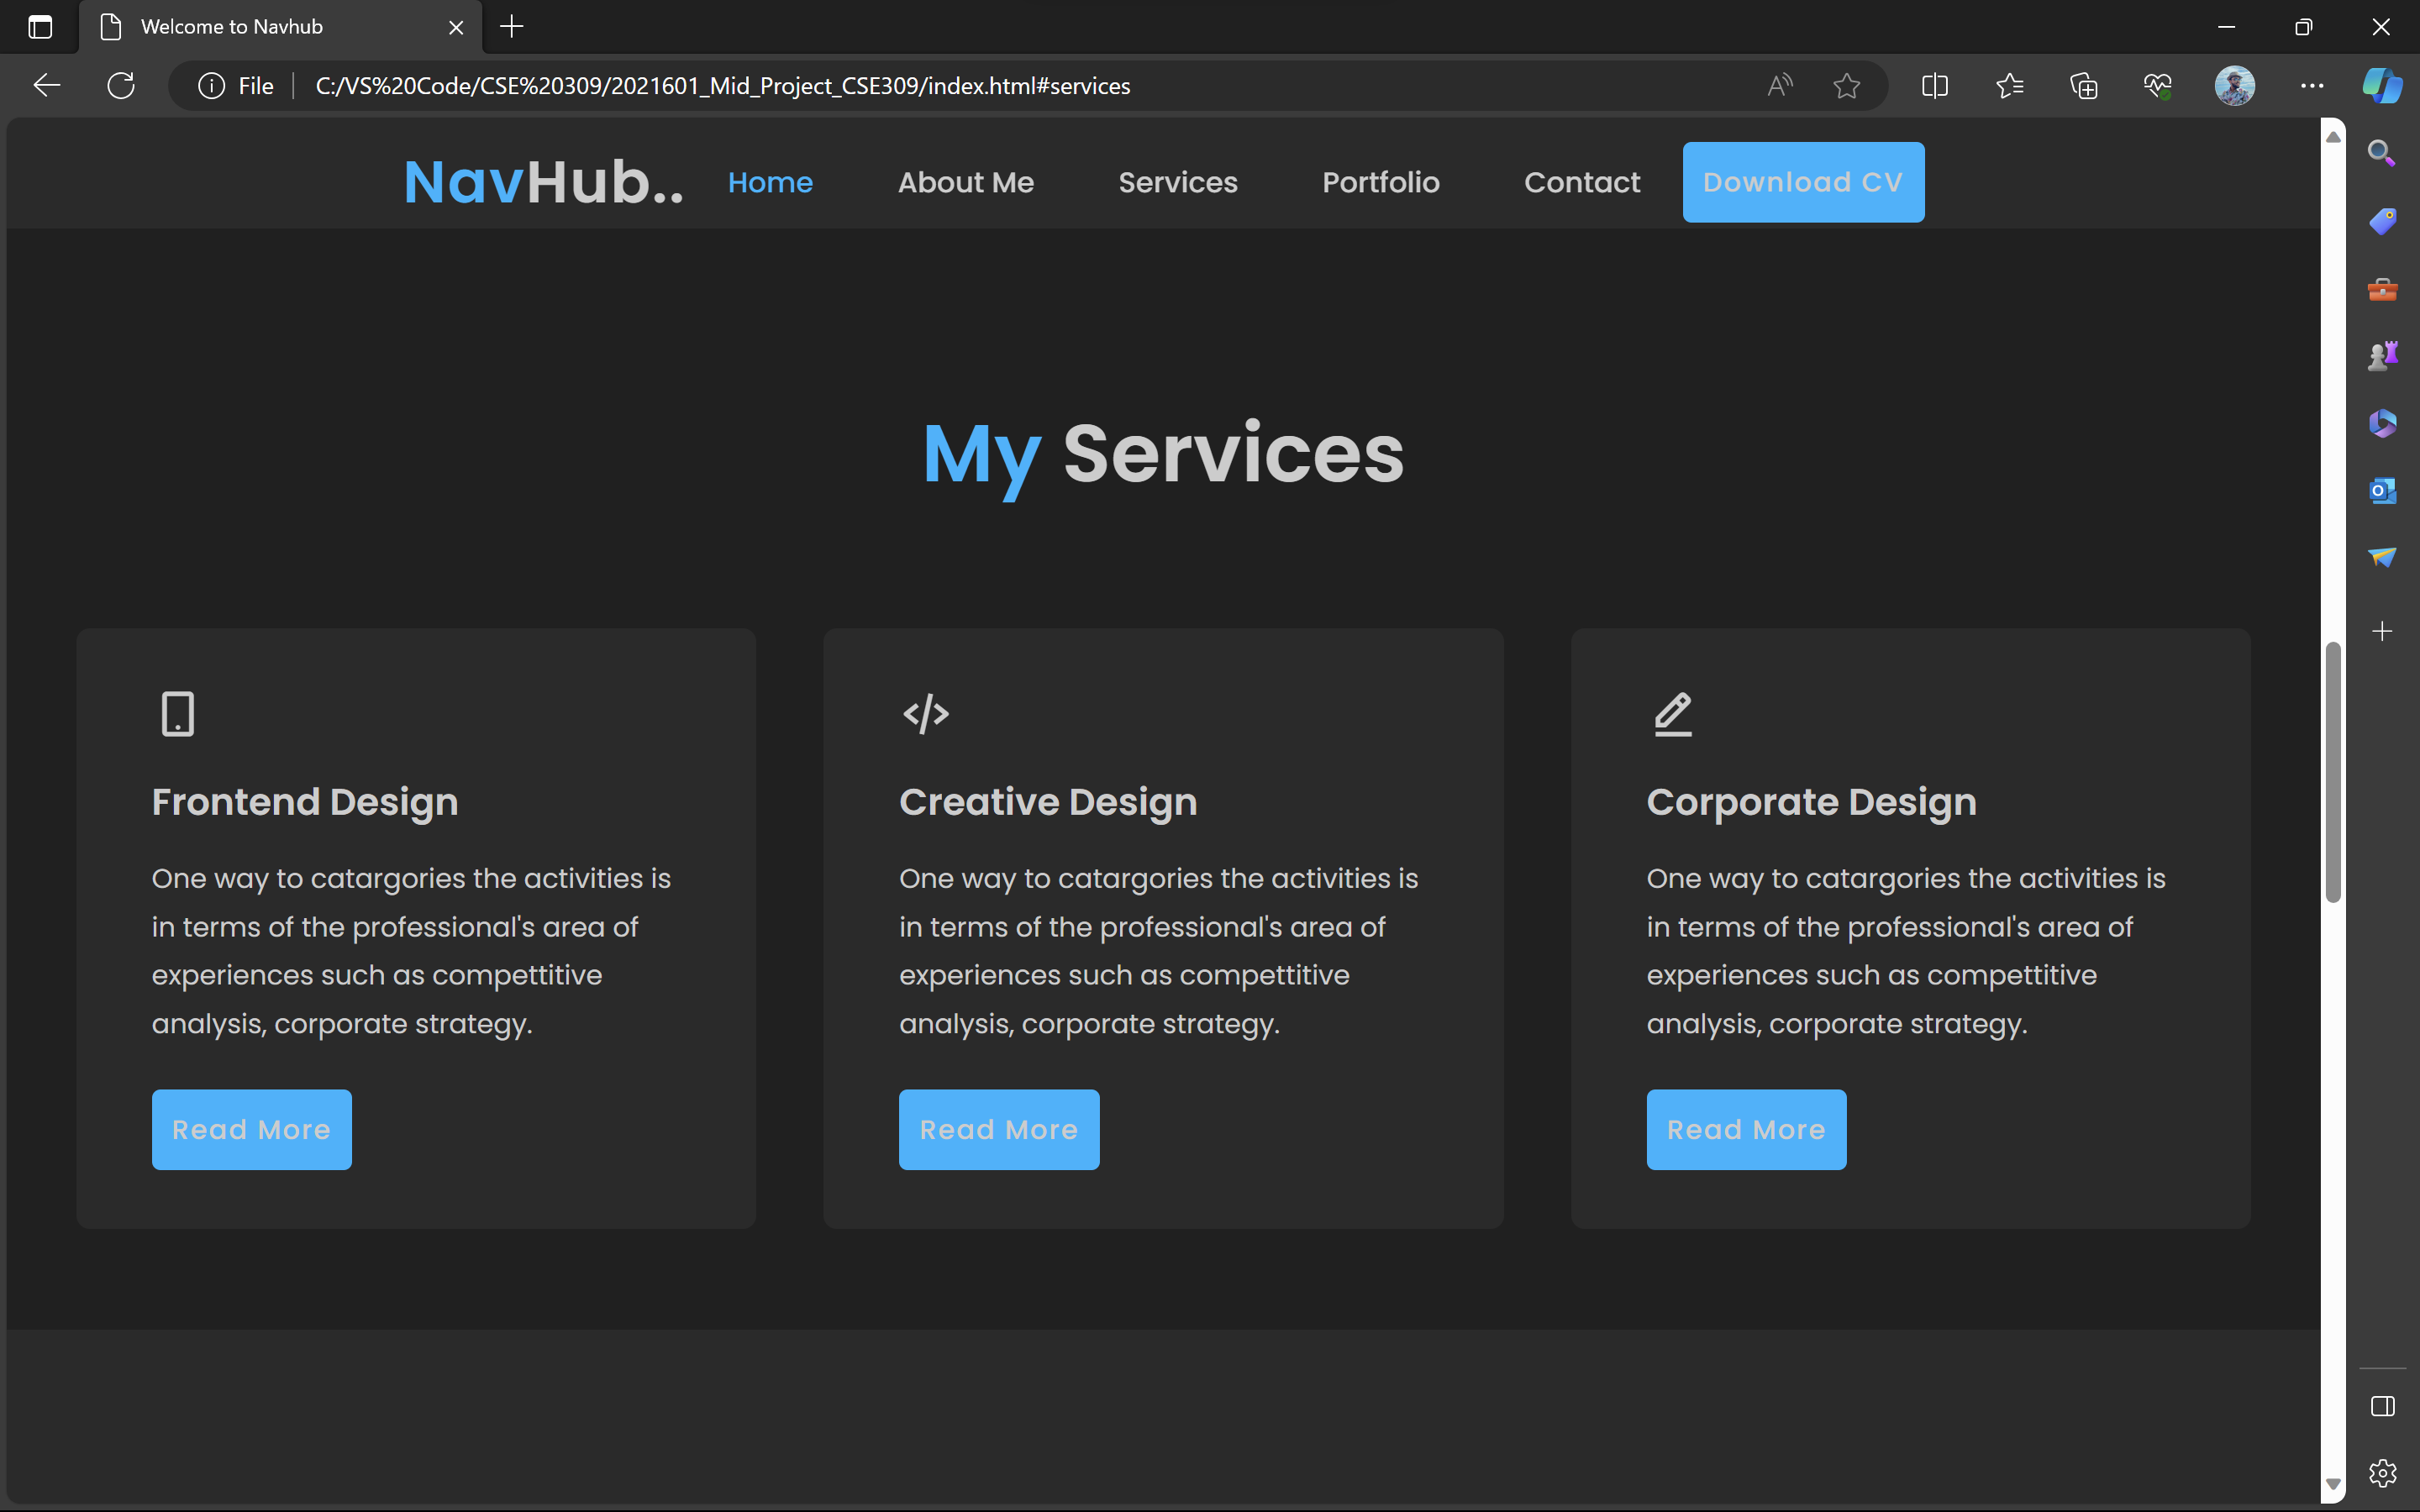 Welcome to Navhub
File C:/VS%20Code/CSE%20309/2021601_Mid_Project_CSE309/index.html#services
NavHub.. Home About Me Services Portfolio Contact Download CV
My Services
Frontend Design
One way to catargories the activities is
in terms of the professional's area of
experiences such as compettitive
analysis, corporate strategy.
Read More
Creative Design
One way to catargories the activities is
in terms of the professional's area of
experiences such as compettitive
analysis, corporate strategy.
Read More
Corporate Design
One way to catargories the activities is
in terms of the professional's area of
experiences such as compettitive
analysis, corporate strategy.
Read More